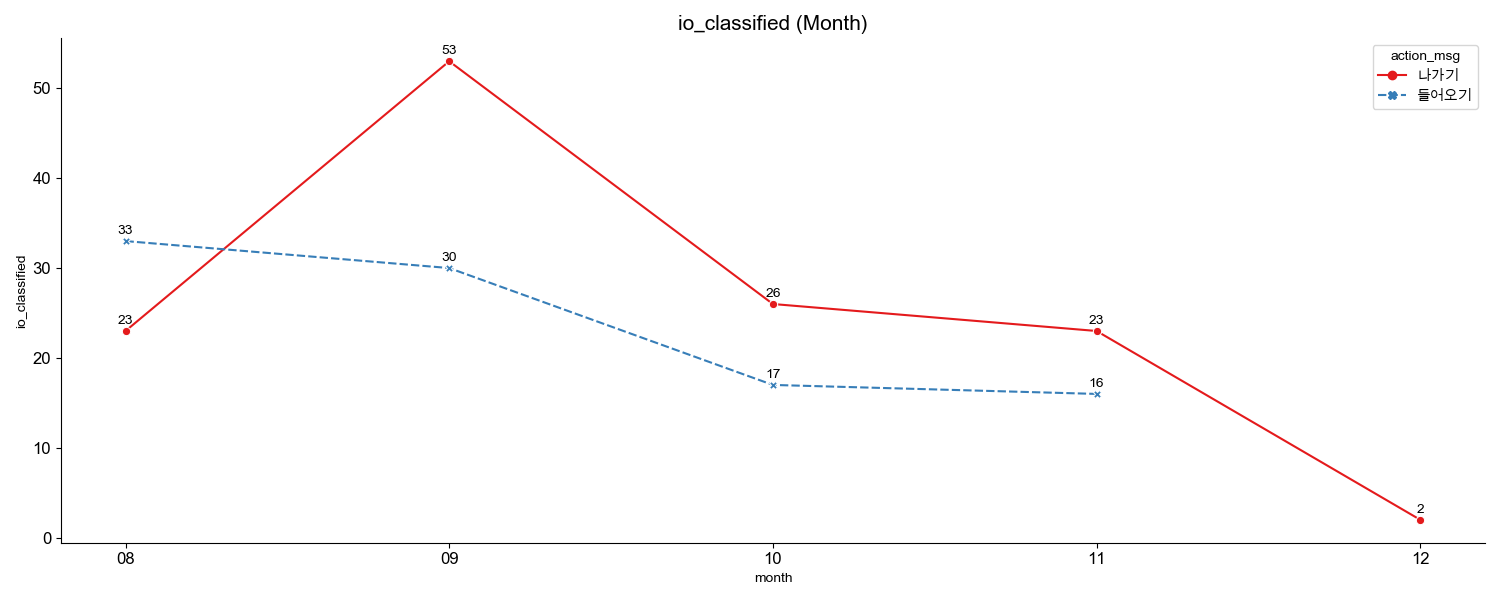 io_classified (Month)
action_msg
나가기
들어오기
io_classified
50
40
30
20
10
0
53
33
30
23
26
17
23
16
2
08 09 10 11 12
month